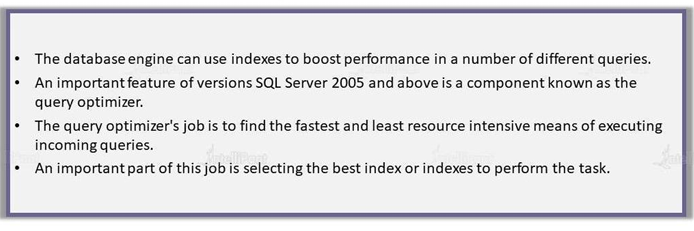 • The database engine can use indexes to boost performance in a number of different queries.
• An important feature of versions SQL Server 2005 and above is a component known as the
query optimizer.
• The query optimizer's job is to find the fastest and least resource intensive means of executing
incoming queries.
• An important part of this job is selecting the best index or indexes to perform the task.